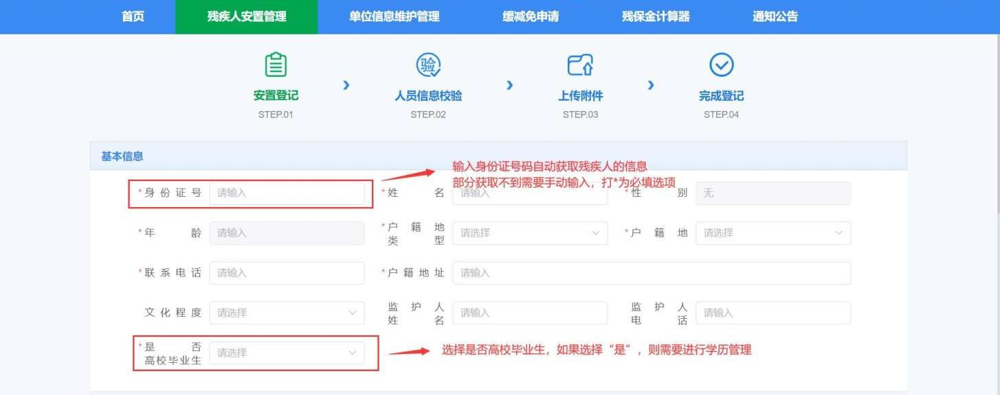 首页 残疾人安置管理 单位信息维护管理 缓减免申请 残保金计算器 通知公告
验
安置登记 人员信息校验 上传附件 完成登记
STEP.01 STEP.02 STEP.03 STEP.04
基本信息
输入身份证号码自动获取残疾人的信息
部分获取不到需要手动输入，打*为必填选项
*身份证号 请输入 *姓名 请输入 *性别 无
*年龄 请输入 *户籍地类型 请选择 *户籍地 请选择
*联系电话 请输入 *户籍地址 请输入
文化程度 请选择 监护人姓名 请输入 监护人电话 请输入
*是否高校毕业生 请选择 选择是否高校毕业生，如果选择“是”，则需要进行学历管理